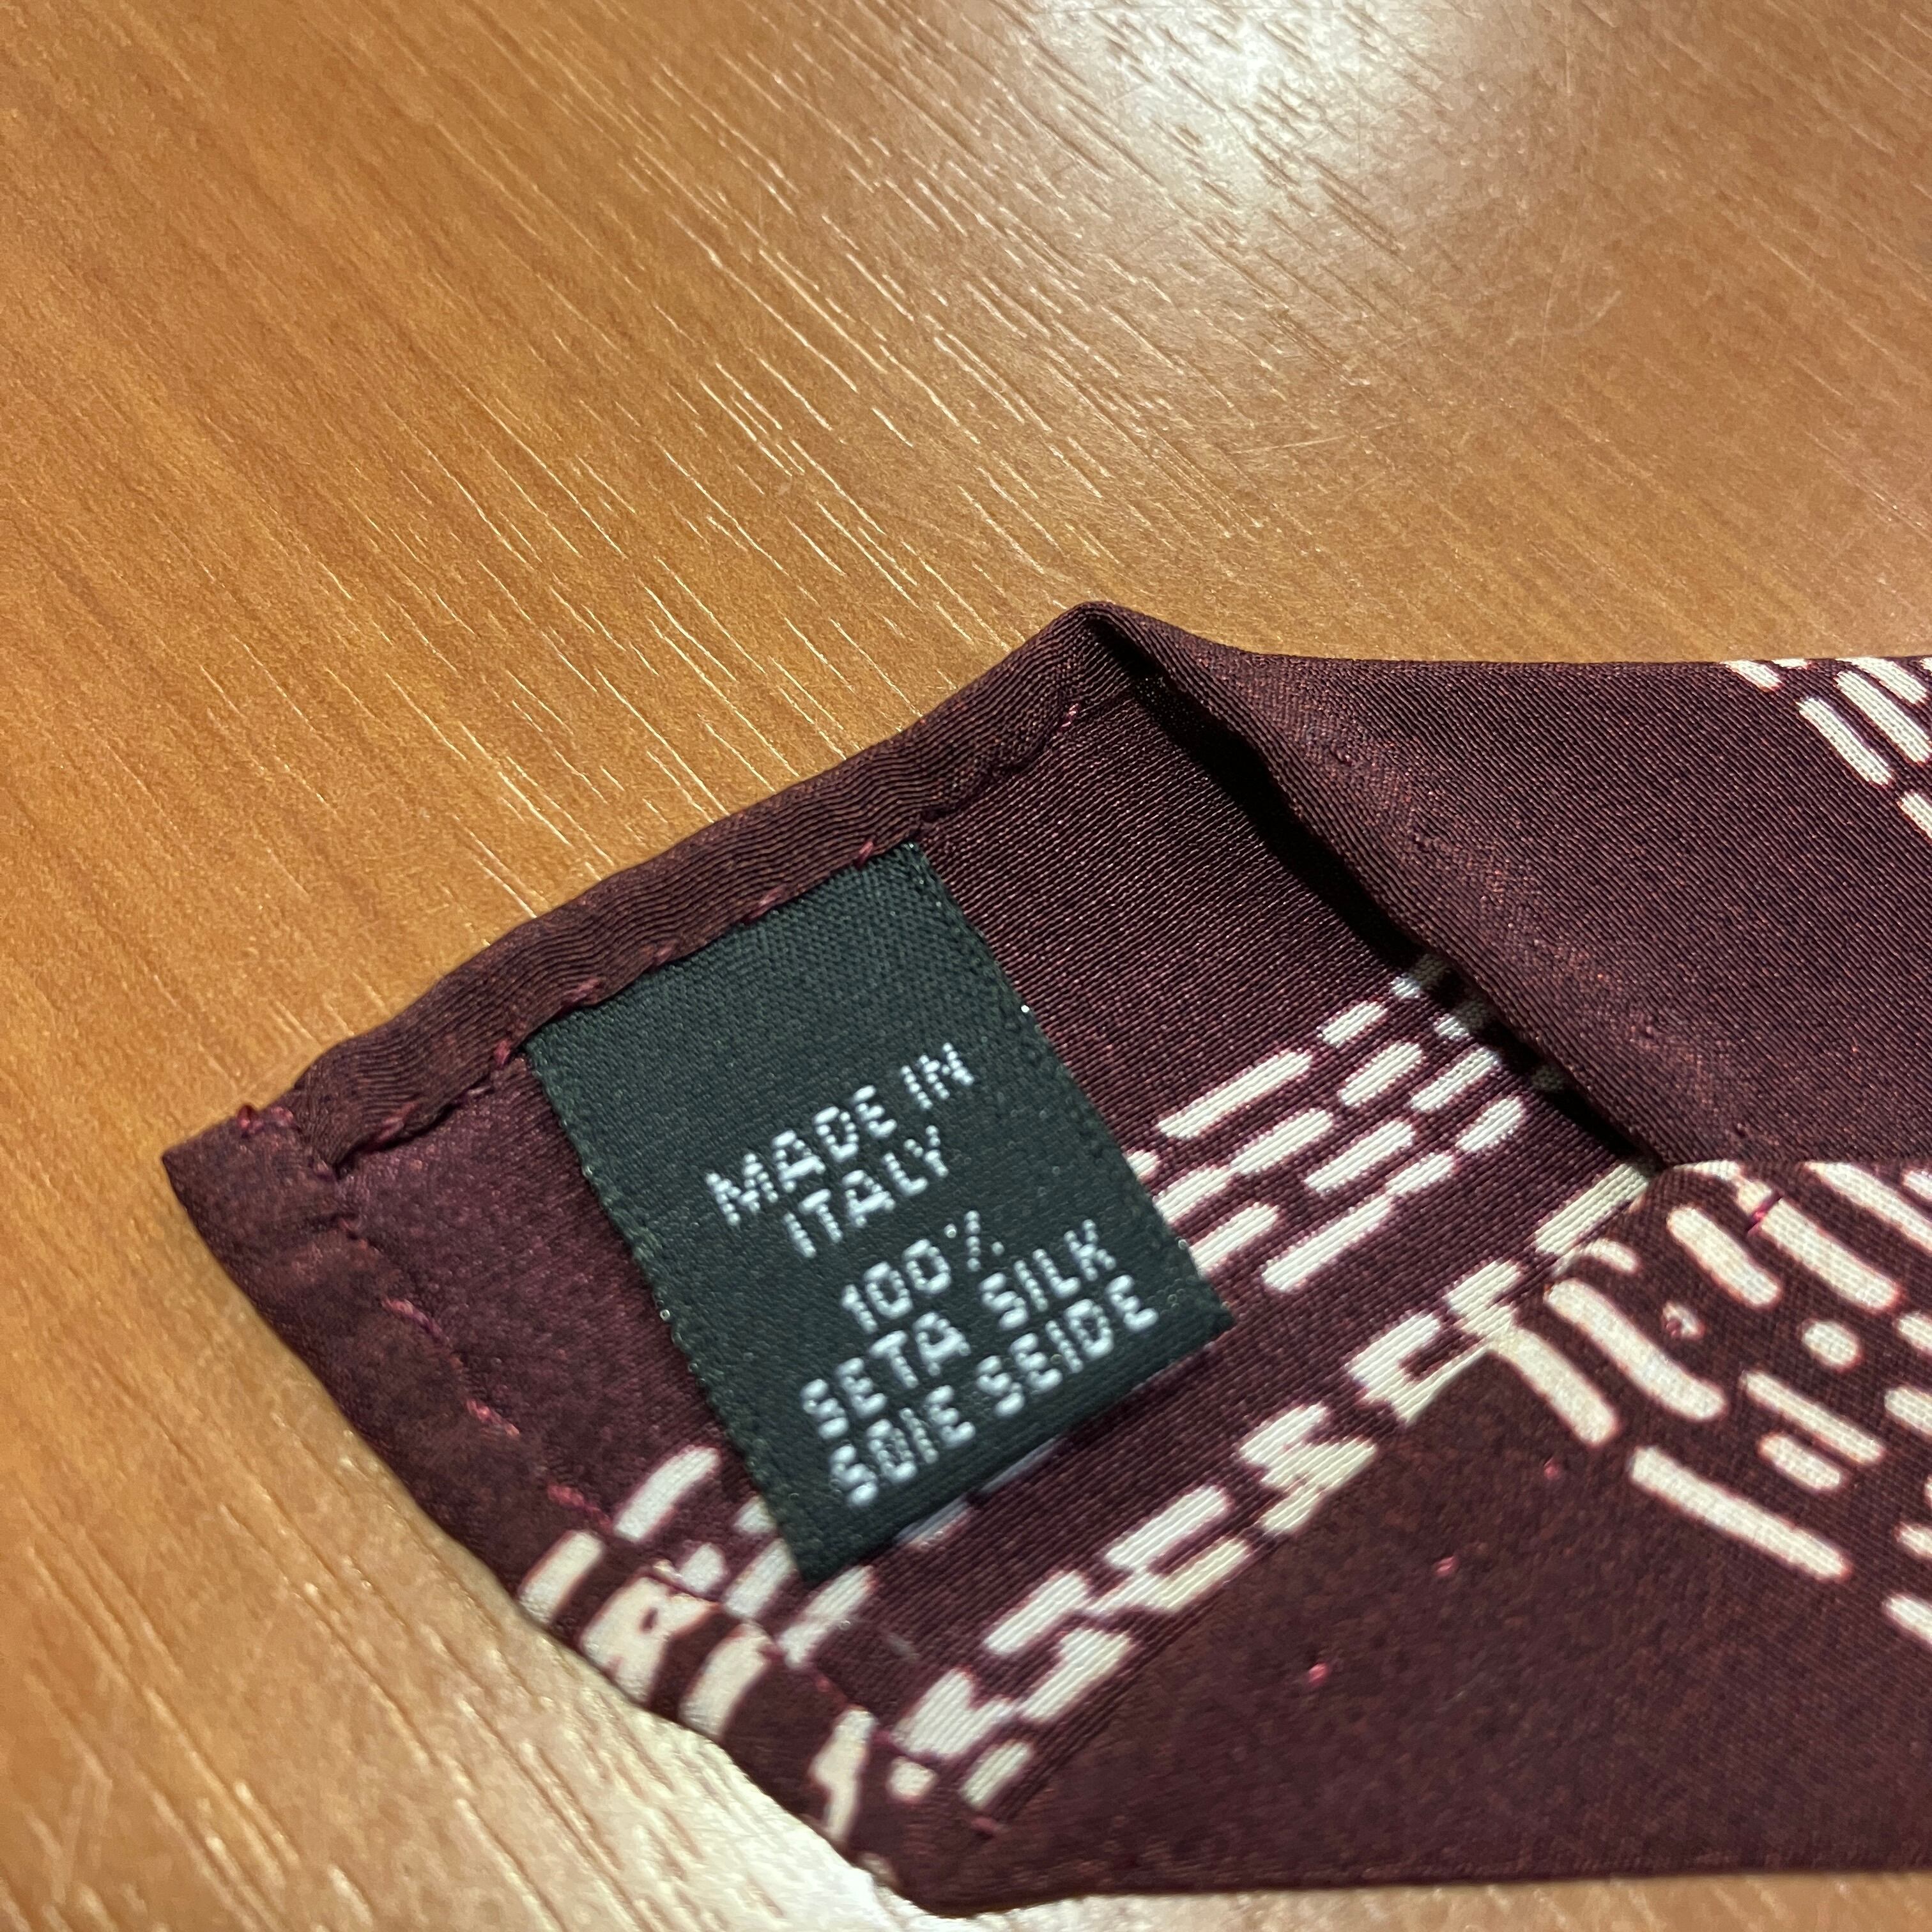 MADE IN
ITALY
100%
SETA SILK
SOIE SEIDE